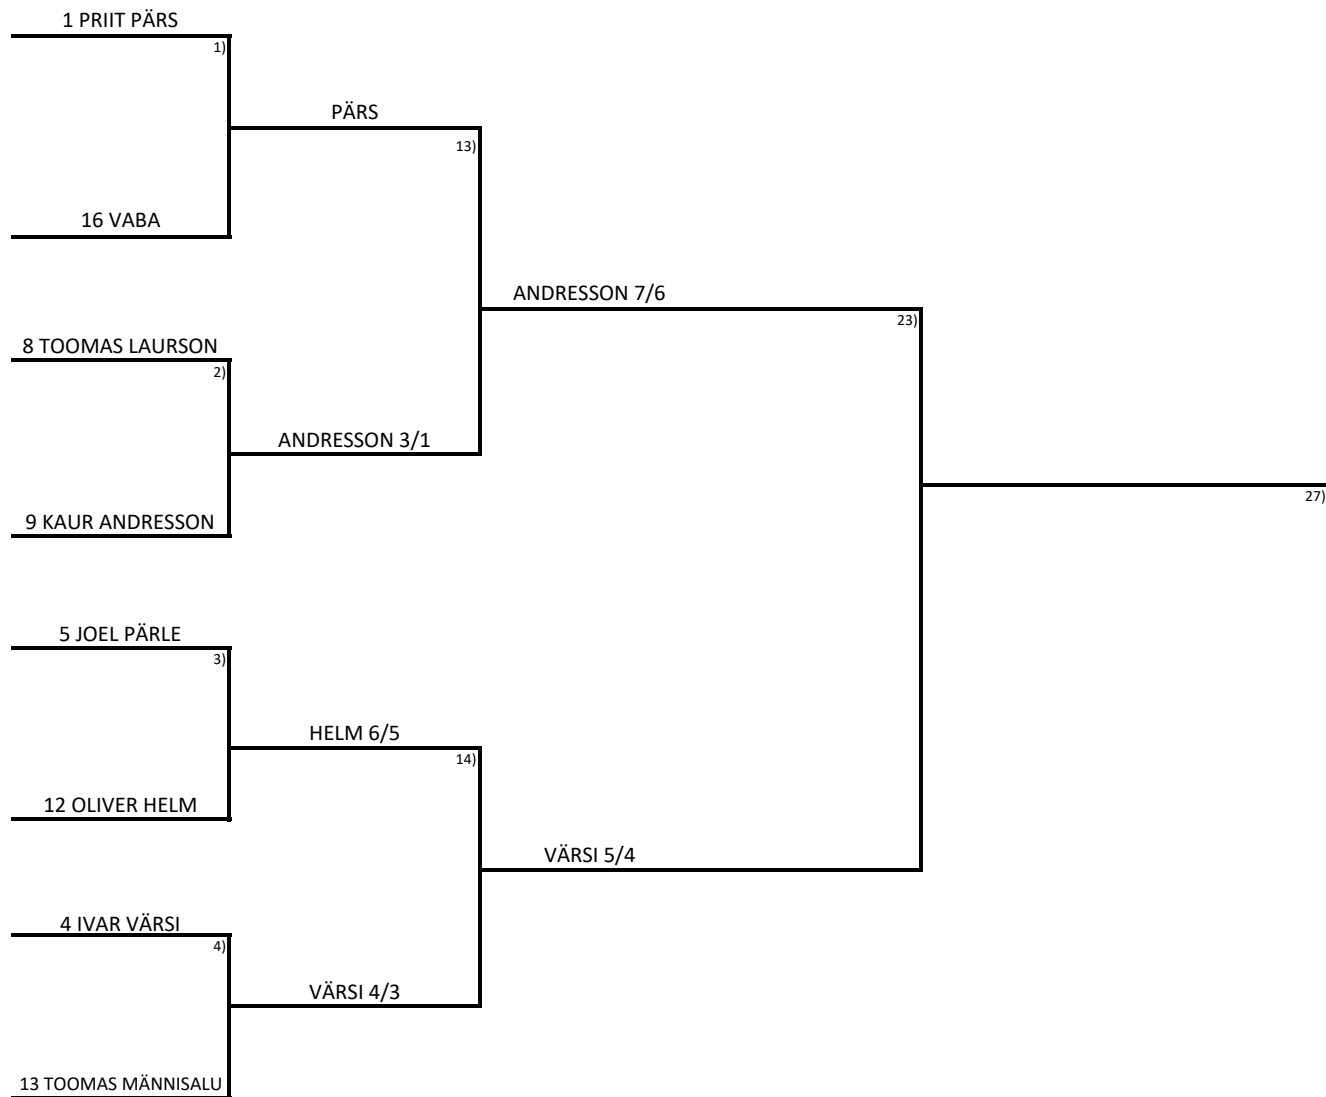 1 PRIIT PÄRS
1)
PÄRS
13)
16 VABA
ANDRESSON 7/6
23)
8 TOOMAS LAURSON
2)
ANDRESSON 3/1
27)
9 KAUR ANDRESSON
5 JOEL PÄRLE
3)
HELM 6/5
14)
12 OLIVER HELM
VÄRSI 5/4
4 IVAR VÄRSI
4)
VÄRSI 4/3
13 TOOMAS MÄNNISALU